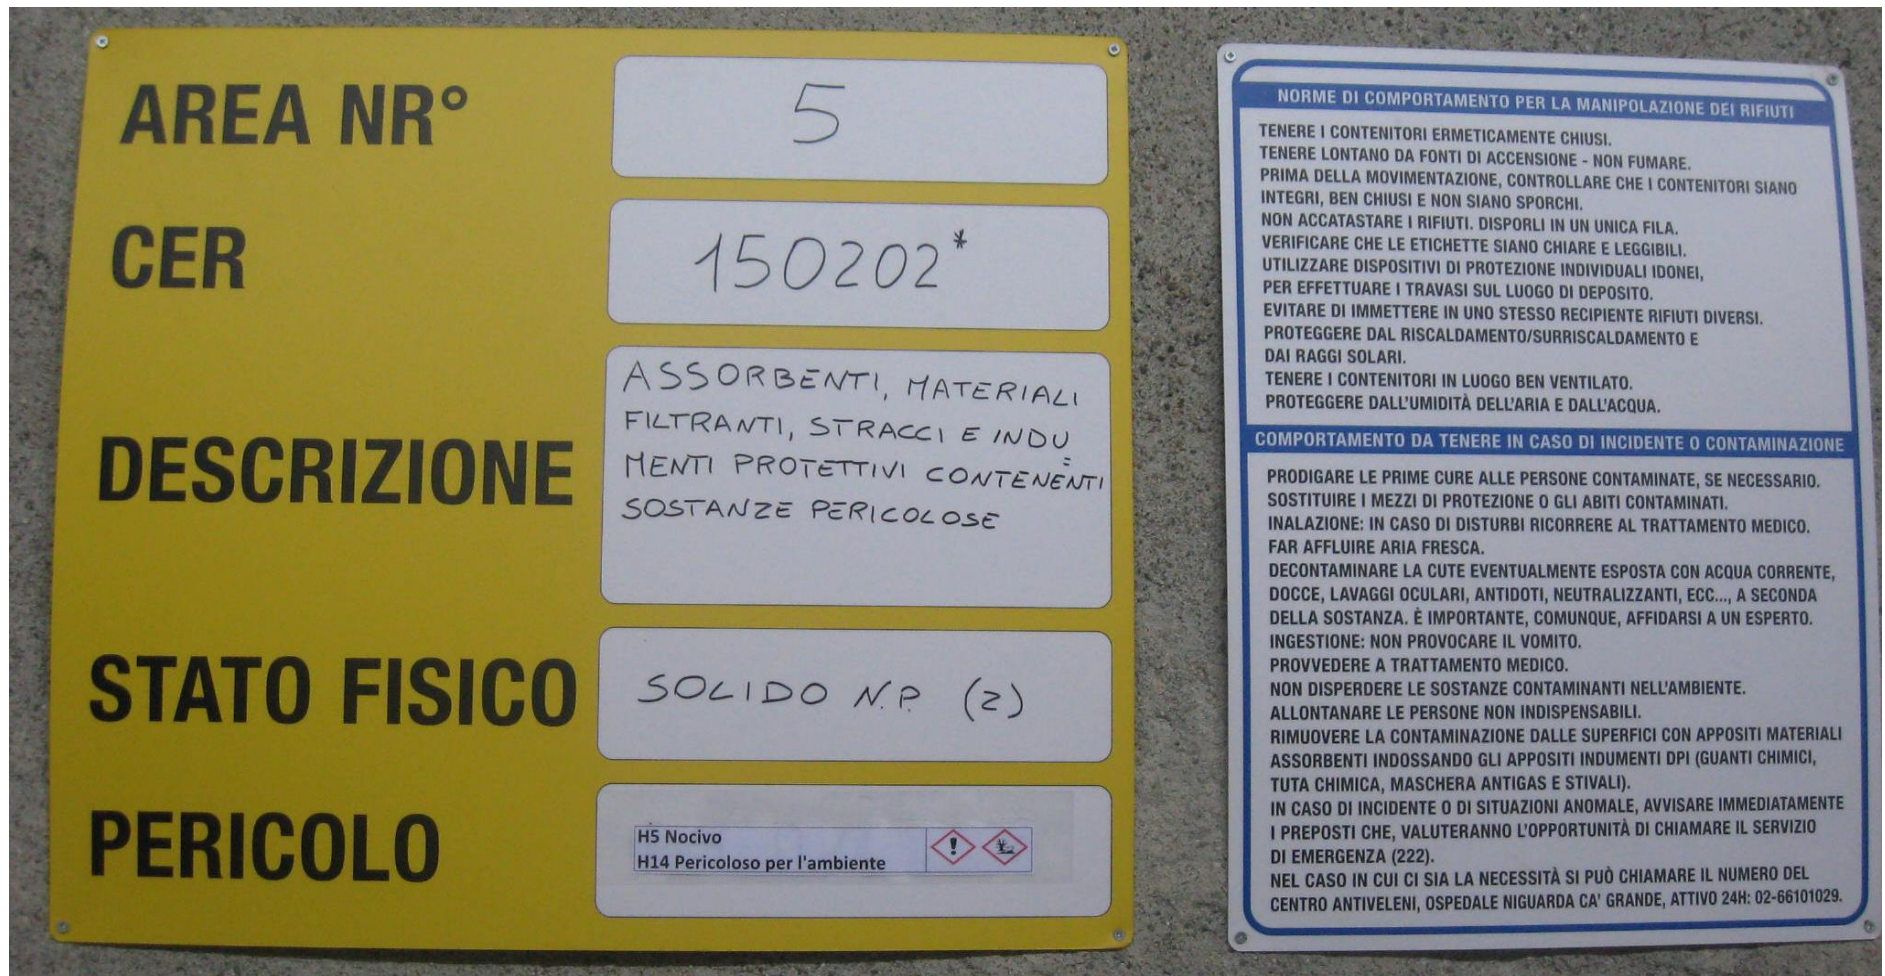 AREA NR°
5
CER
150202*
DESCRIZIONE
ASSORBENTI, MATERIALI
FILTRANTI, STRACCI E INDU=
MENTI PROTETTIVI CONTENENTI
SOSTANZE PERICOLOSE
STATO FISICO
SOLIDO N.P. (2)
PERICOLO
H5 Nocivo
H14 Pericoloso per l'ambiente
NORME DI COMPORTAMENTO PER LA MANIPOLAZIONE DEI RIFIUTI
TENERE I CONTENITORI ERMETICAMENTE CHIUSI.
TENERE LONTANO DA FONTI DI ACCENSIONE - NON FUMARE.
PRIMA DELLA MOVIMENTAZIONE, CONTROLLARE CHE I CONTENITORI SIANO
INTEGRI, BEN CHIUSI E NON SIANO SPORCHI.
NON ACCATASTARE I RIFIUTI. DISPORLI IN UN UNICA FILA.
VERIFICARE CHE LE ETICHETTE SIANO CHIARE E LEGGIBILI.
UTILIZZARE DISPOSITIVI DI PROTEZIONE INDIVIDUALI IDONEI,
PER EFFETTUARE I TRAVASI SUL LUOGO DI DEPOSITO.
EVITARE DI IMMETTERE IN UNO STESSO RECIPIENTE RIFIUTI DIVERSI.
PROTEGGERE DAL RISCALDAMENTO/SURRISCALDAMENTO E
DAI RAGGI SOLARI.
TENERE I CONTENITORI IN LUOGO BEN VENTILATO.
PROTEGGERE DALL'UMIDITÀ DELL'ARIA E DALL'ACQUA.
COMPORTAMENTO DA TENERE IN CASO DI INCIDENTE O CONTAMINAZIONE
PRODIGARE LE PRIME CURE ALLE PERSONE CONTAMINATE, SE NECESSARIO.
SOSTITUIRE I MEZZI DI PROTEZIONE O GLI ABITI CONTAMINATI.
INALAZIONE: IN CASO DI DISTURBI RICORRERE AL TRATTAMENTO MEDICO.
FAR AFFLUIRE ARIA FRESCA.
DECONTAMINARE LA CUTE EVENTUALMENTE ESPOSTA CON ACQUA CORRENTE,
DOCCE, LAVAGGI OCULARI, ANTIDOTI, NEUTRALIZZANTI, ECC..., A SECONDA
DELLA SOSTANZA. È IMPORTANTE, COMUNQUE, AFFIDARSI A UN ESPERTO.
INGESTIONE: NON PROVOCARE IL VOMITO.
PROVVEDERE A TRATTAMENTO MEDICO.
NON DISPERDERE LE SOSTANZE CONTAMINANTI NELL'AMBIENTE.
ALLONTANARE LE PERSONE NON INDISPENSABILI.
RIMUOVERE LA CONTAMINAZIONE DALLE SUPERFICI CON APPOSITI MATERIALI
ASSORBENTI INDOSSANDO GLI APPOSITI INDUMENTI DPI (GUANTI CHIMICI,
TUTA CHIMICA, MASCHERA ANTIGAS E STIVALI).
IN CASO DI INCIDENTE O DI SITUAZIONI ANOMALE, AVVISARE IMMEDIATAMENTE
I PREPOSTI CHE, VALUTERANNO L'OPPORTUNITÀ DI CHIAMARE IL SERVIZIO
DI EMERGENZA (222).
NEL CASO IN CUI CI SIA LA NECESSITÀ SI PUÒ CHIAMARE IL NUMERO DEL
CENTRO ANTIVELENI, OSPEDALE NIGUARDA CA' GRANDE, ATTIVO 24H: 02-66101029.